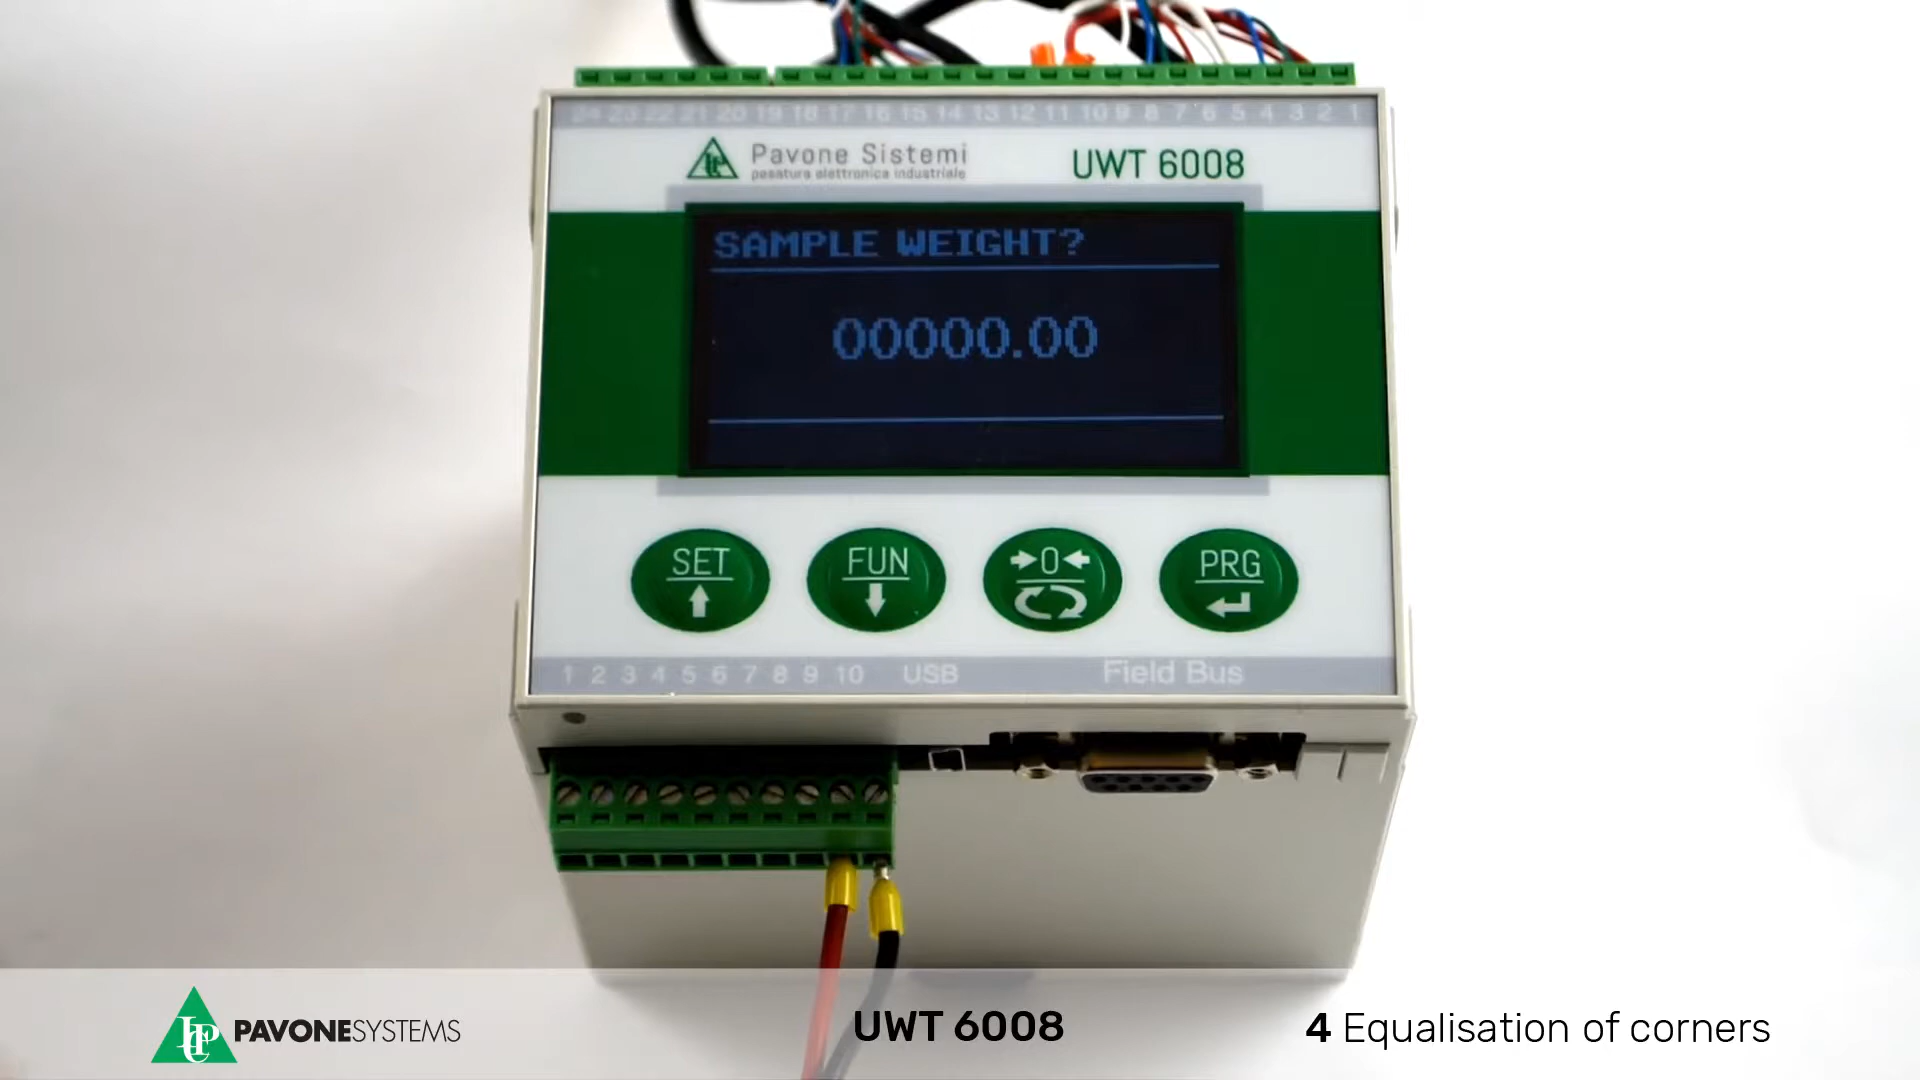 24 23 22 21 20 19 18 17 16 15 14 13 12 11 10 9 8 7 6 5 4 3 2 1
Pavone Sistemi
pesatura elettronica industriale
UWT 6008
SAMPLE WEIGHT?
00000.00
SET
FUN
0
PRG
1 2 3 4 5 6 7 8 9 10 USB Field Bus
PAVONESYSTEMS
UWT 6008
4 Equalisation of corners